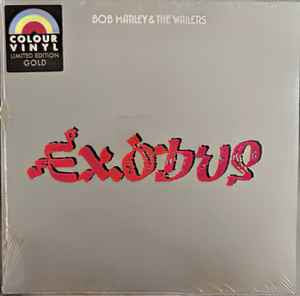 COLOUR
VINYL
LIMITED EDITION
GOLD
BOB MARLEY & THE WAILERS
EXODUS